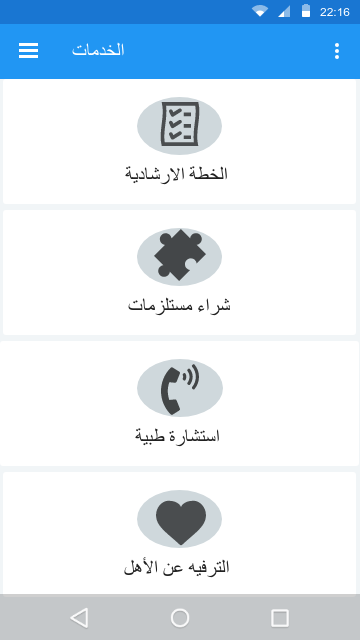 22:16
الخدمات
الخطة الارشادية
شراء مستلزمات
استشارة طبية
الترفيه عن الأهل